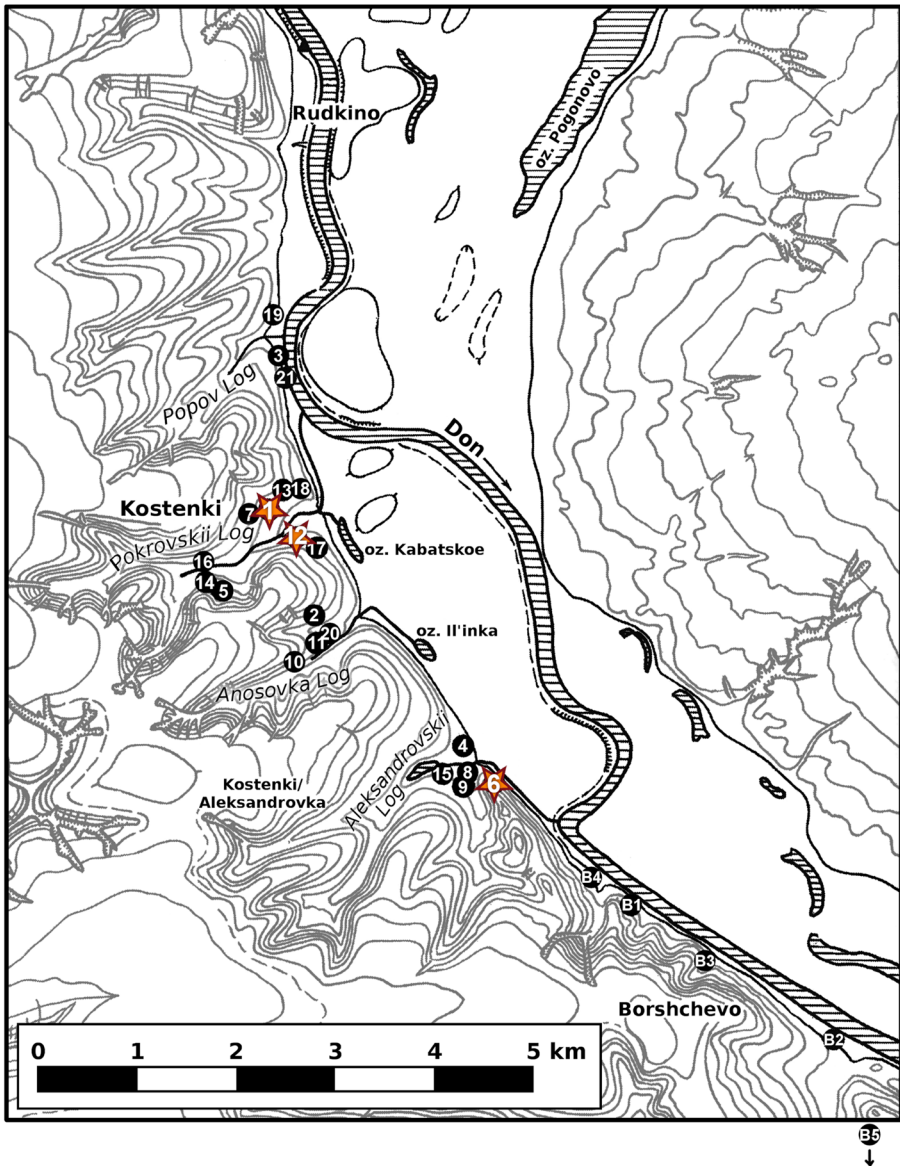 Rudkino
oz. Pogonovo
19
3
21
Popov Log
Don
13
18
1
Kostenki
7
12
17
Pokrovskii Log
oz. Kabatskoe
16
14
5
2
20
11
oz. Il'inka
10
Anosovka Log
4
Aleksandrovskii
Log
15
8
6
9
Kostenki/
Aleksandrovka
B4
B1
B3
Borshchevo
B2
0 1 2 3 4 5 km
B5